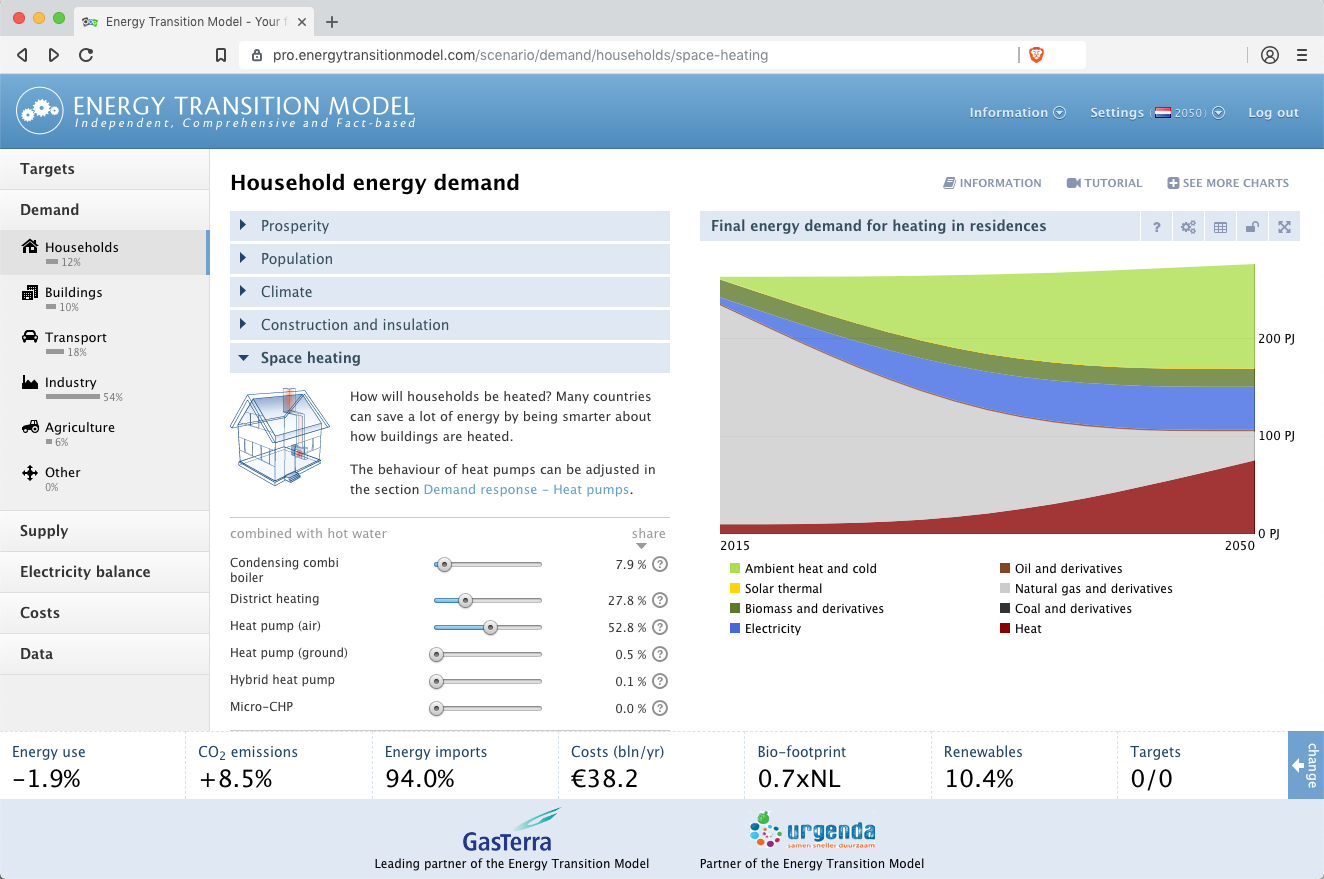 Energy Transition Model - Your f
pro.energytransitionmodel.com/scenario/demand/households/space-heating
ENERGY TRANSITION MODEL
Independent, Comprehensive and Fact-based
Information
Settings ( 2050)
Log out
Targets
Demand
Households
12%
Buildings
10%
Transport
18%
Industry
54%
Agriculture
6%
Other
0%
Supply
Electricity balance
Costs
Data
Household energy demand
INFORMATION
TUTORIAL
SEE MORE CHARTS
Prosperity
Population
Climate
Construction and insulation
Space heating
How will households be heated? Many countries
can save a lot of energy by being smarter about
how buildings are heated.
The behaviour of heat pumps can be adjusted in
the section Demand response – Heat pumps.
combined with hot water
share
Condensing combi
boiler
7.9 % ?
District heating
27.8 % ?
Heat pump (air)
52.8 % ?
Heat pump (ground)
0.5 % ?
Hybrid heat pump
0.1 % ?
Micro-CHP
0.0 % ?
Final energy demand for heating in residences
?
200 PJ
100 PJ
0 PJ
2015
2050
Ambient heat and cold
Solar thermal
Biomass and derivatives
Electricity
Oil and derivatives
Natural gas and derivatives
Coal and derivatives
Heat
Energy use
-1.9%
CO2 emissions
+8.5%
Energy imports
94.0%
Costs (bln/yr)
€38.2
Bio-footprint
0.7xNL
Renewables
10.4%
Targets
0/0
change
GasTerra
Leading partner of the Energy Transition Model
urgenda
samen sneller duurzaam
Partner of the Energy Transition Model